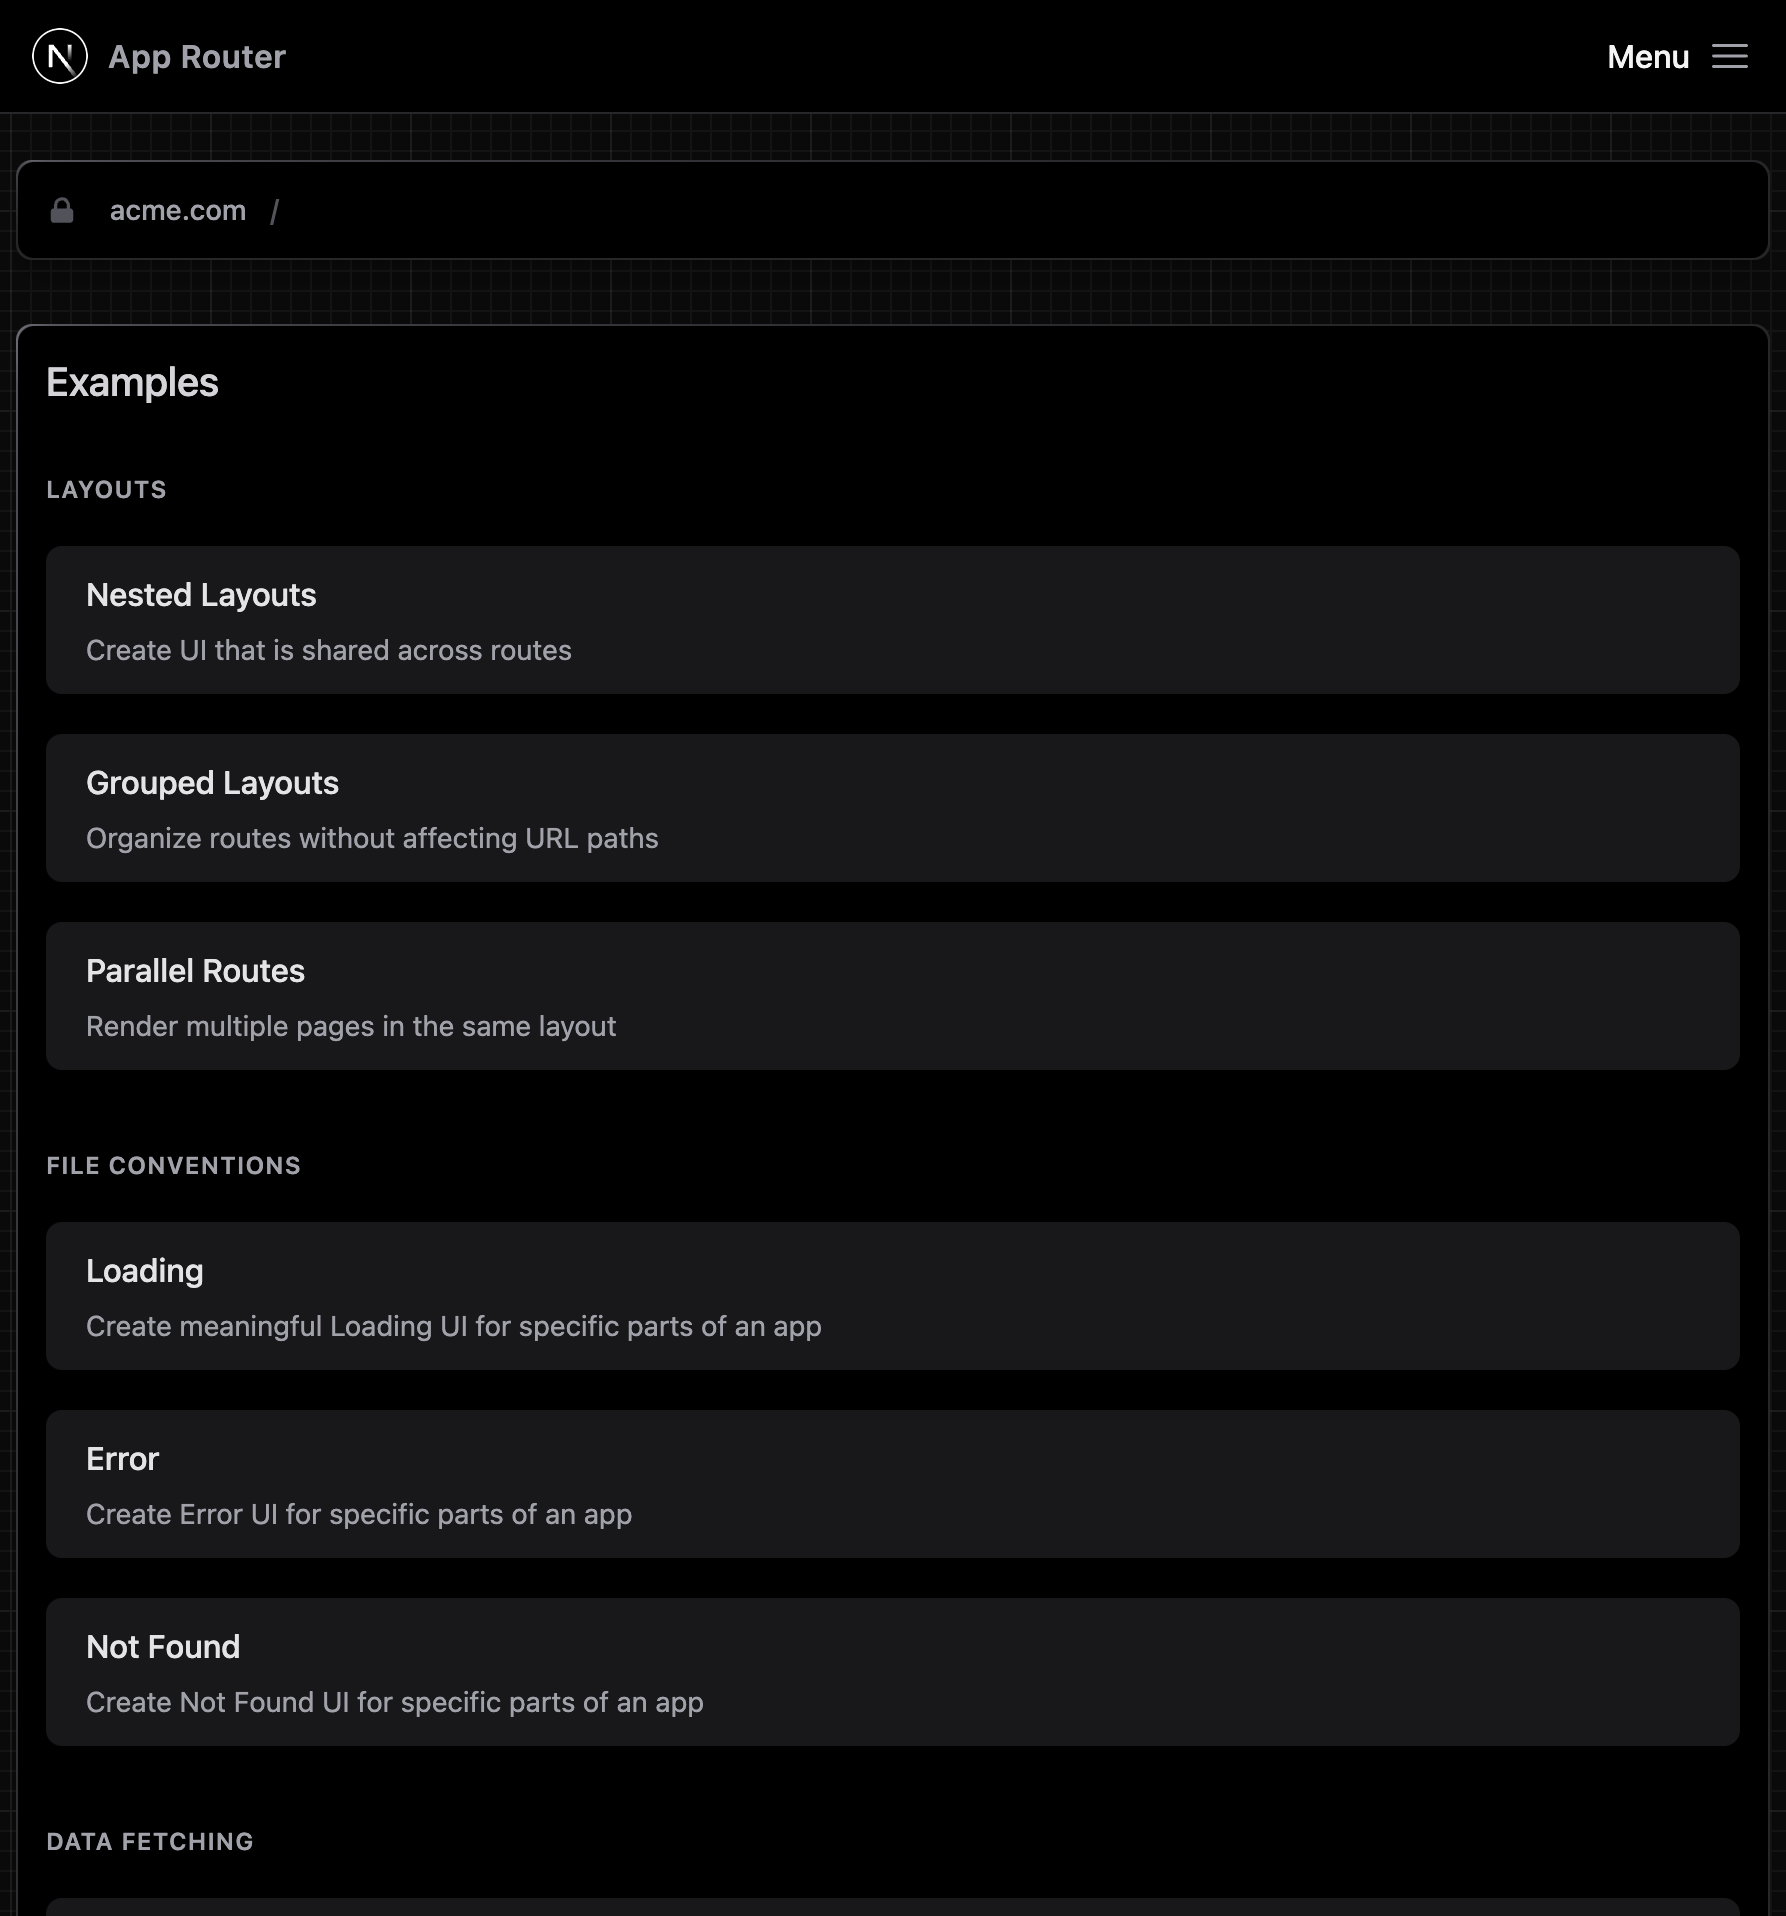 App Router
Menu
acme.com /
Examples
LAYOUTS
Nested Layouts
Create UI that is shared across routes
Grouped Layouts
Organize routes without affecting URL paths
Parallel Routes
Render multiple pages in the same layout
FILE CONVENTIONS
Loading
Create meaningful Loading UI for specific parts of an app
Error
Create Error UI for specific parts of an app
Not Found
Create Not Found UI for specific parts of an app
DATA FETCHING